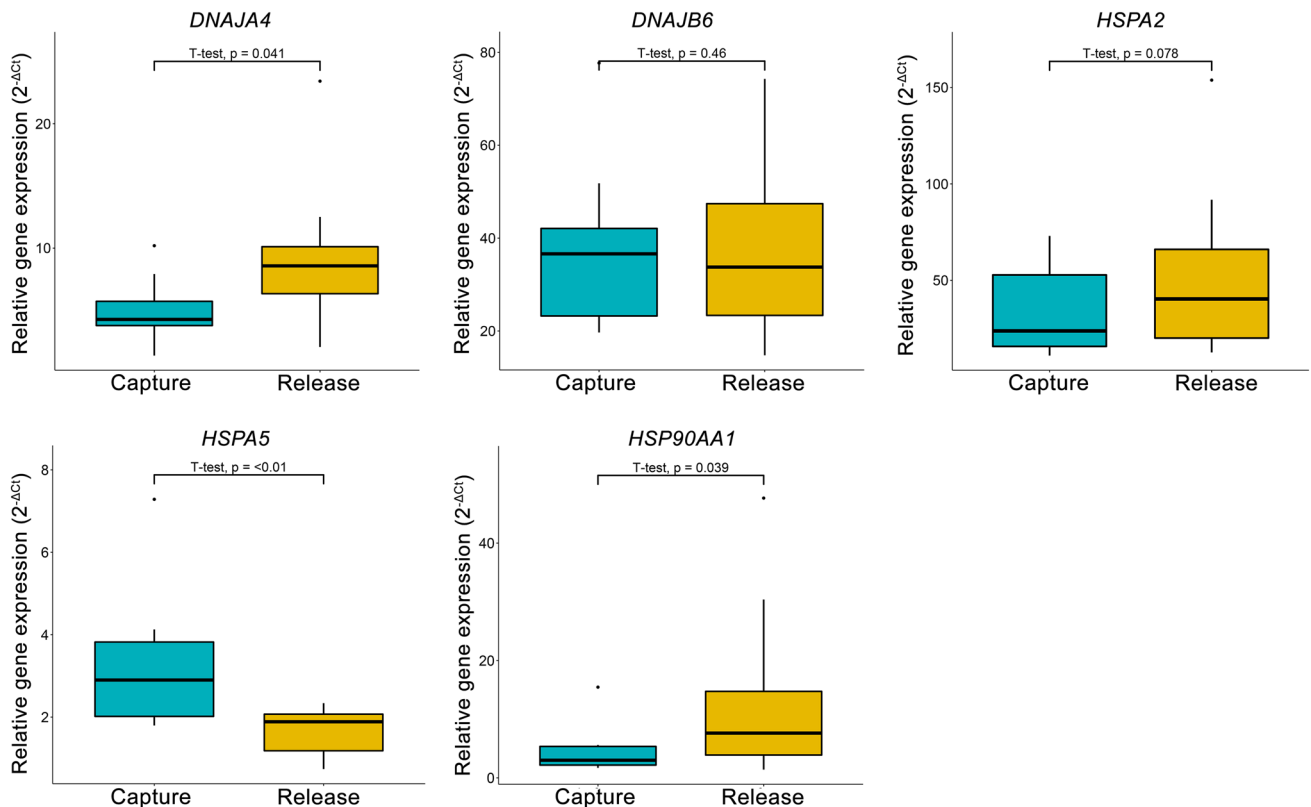 DNAJA4
T-test, p = 0.041
Relative gene expression (2-ΔCt)
20
10
Capture
Release
DNAJB6
T-test, p = 0.46
Relative gene expression (2-ΔCt)
80
60
40
20
Capture
Release
HSPA2
T-test, p = 0.078
Relative gene expression (2-ΔCt)
150
100
50
Capture
Release
HSPA5
T-test, p = <0.01
Relative gene expression (2-ΔCt)
8
6
4
2
Capture
Release
HSP90AA1
T-test, p = 0.039
Relative gene expression (2-ΔCt)
40
20
0
Capture
Release